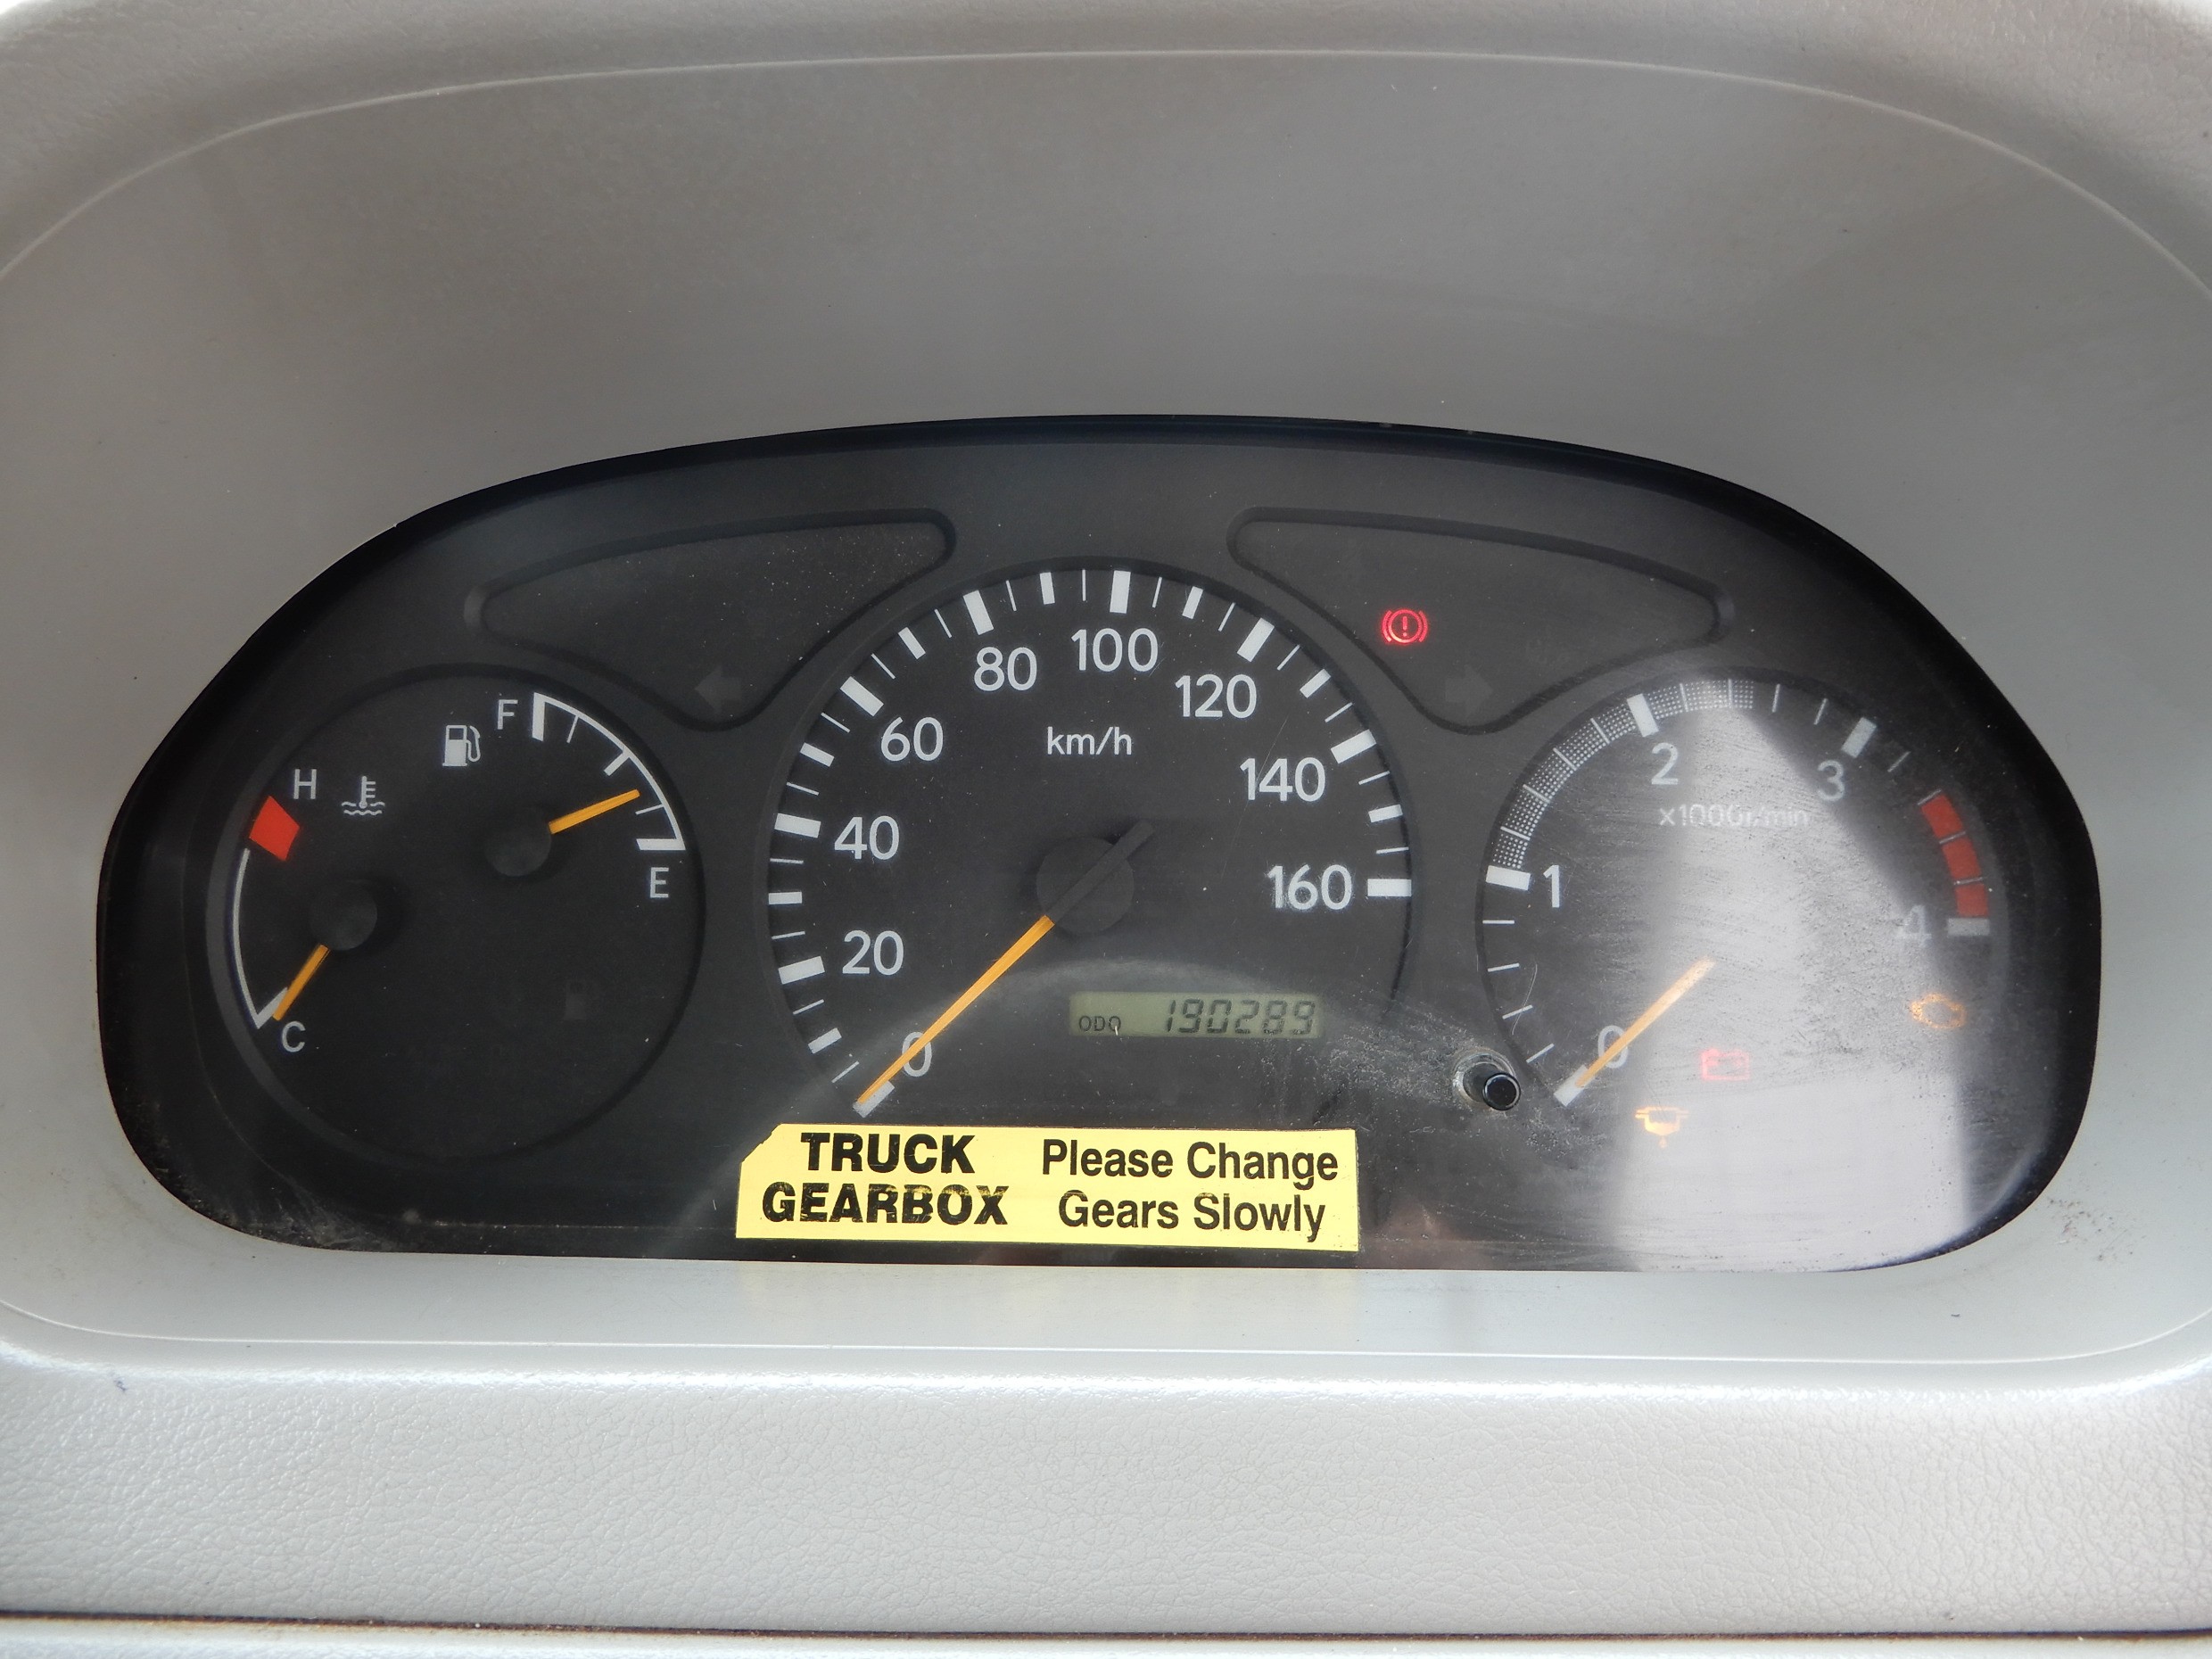 F
H
E
C
0
20
40
60
80
100
120
140
160
km/h
ODO 190289
0
1
2
3
4
x1000r/min
TRUCK GEARBOX
Please Change
Gears Slowly